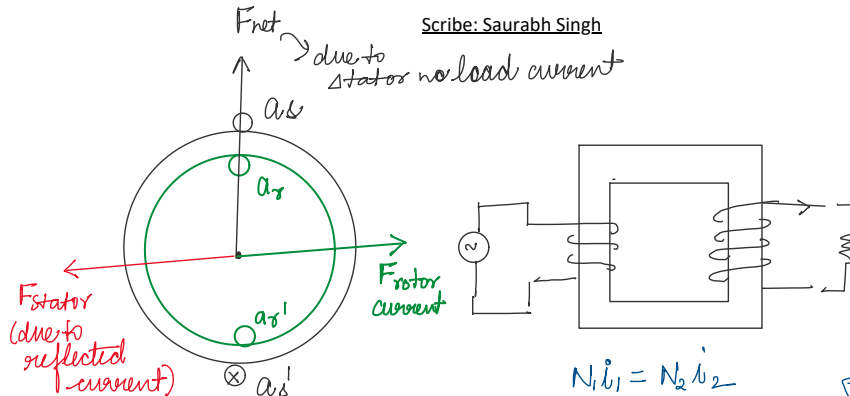 Scribe: Saurabh Singh
Fnet
due to
stator no load current
as
ar
Frotor
current
Fstator
(due to
reflected
current)
ar'
as'
N₁i₁ = N₂i₂